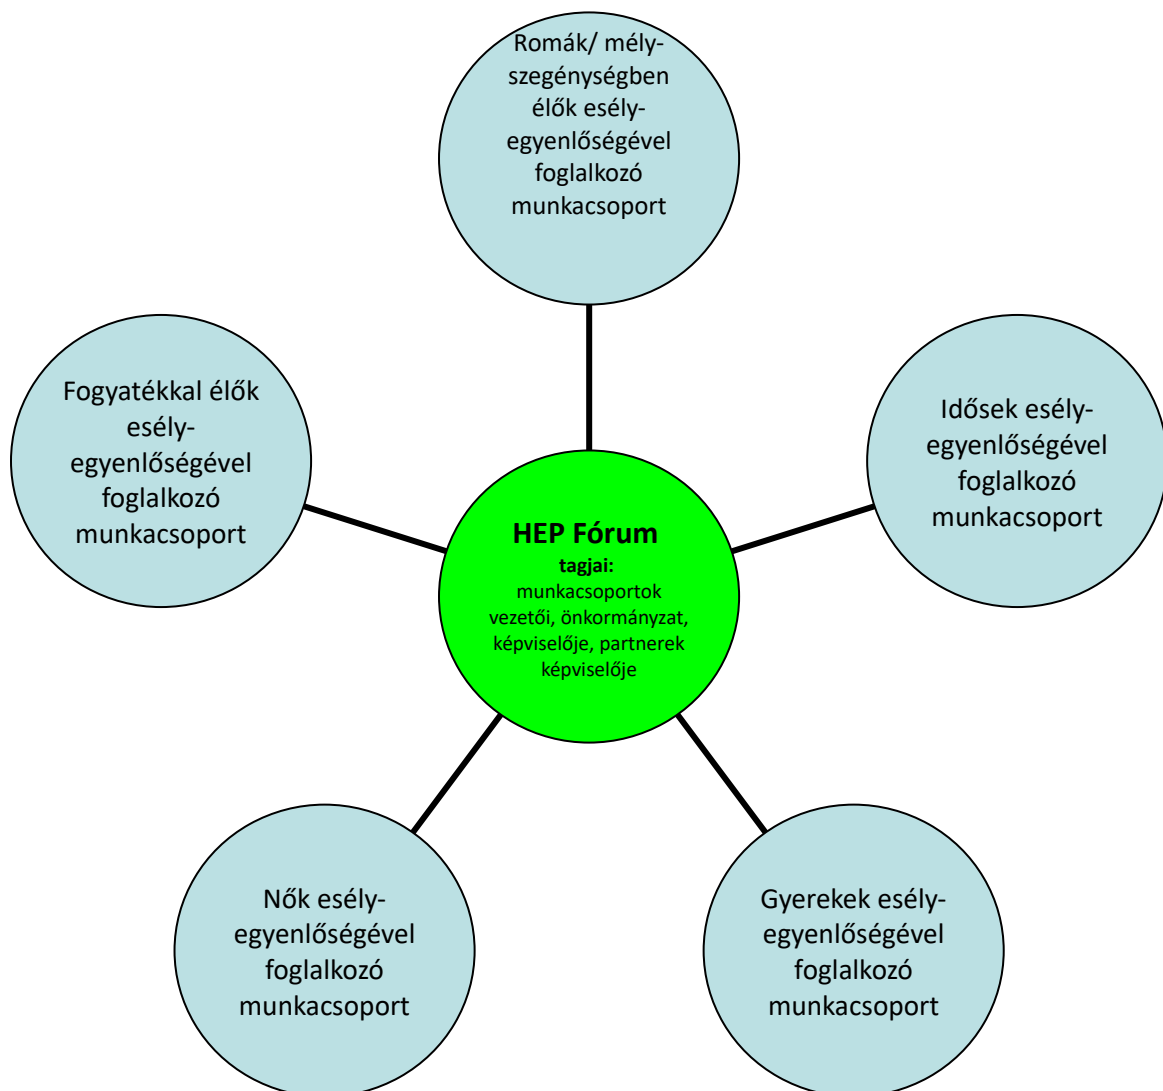 Romák/ mély-
szegénységben
élők esély-
egyenlőségével
foglalkozó
munkacsoport
Fogyatékkal élők
esély-
egyenlőségével
foglalkozó
munkacsoport
Idősek esély-
egyenlőségével
foglalkozó
munkacsoport
HEP Fórum
tagjai:
munkacsoportok
vezetői, önkormányzat,
képviselője, partnerek
képviselője
Nők esély-
egyenlőségével
foglalkozó
munkacsoport
Gyerekek esély-
egyenlőségével
foglalkozó
munkacsoport